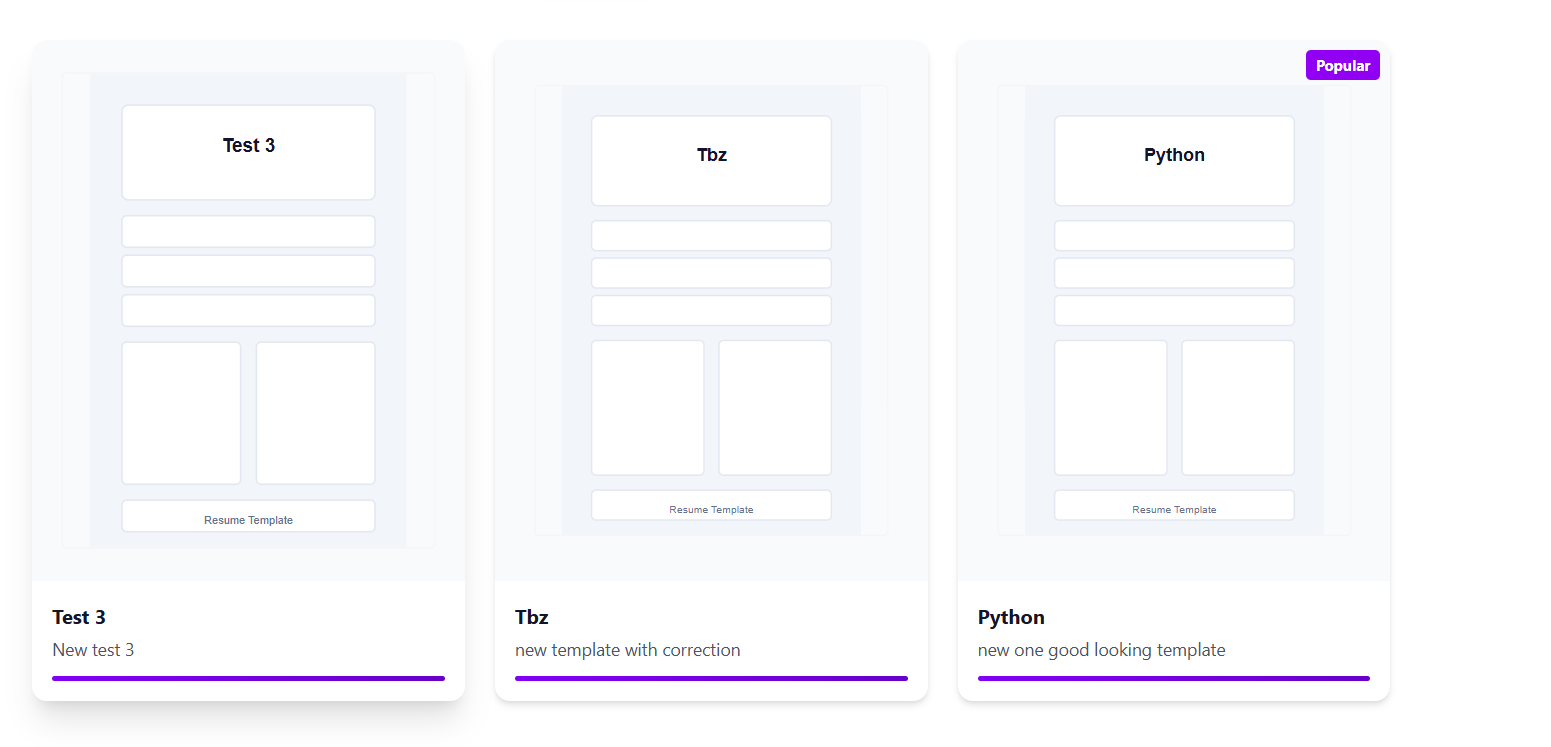 Test 3
Resume Template
Test 3
New test 3
Tbz
Resume Template
Tbz
new template with correction
Popular
Python
Resume Template
Python
new one good looking template